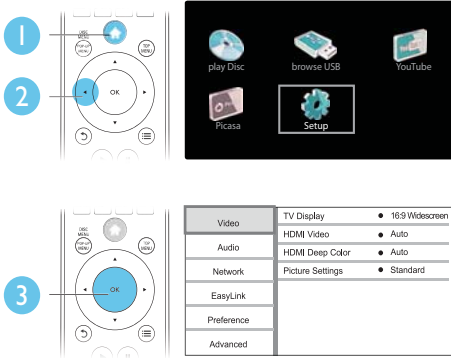 1
DISC
MENU
POP-UP
MENU
TOP
MENU
play Disc
browse USB
YouTube
2
OK
Picasa
Setup
DISC
MENU
POP-UP
MENU
TOP
MENU
Video
TV Display
16:9 Widescreen
HDMI Video
Auto
Audio
HDMI Deep Color
Auto
Network
Picture Settings
Standard
3
OK
EasyLink
Preference
Advanced